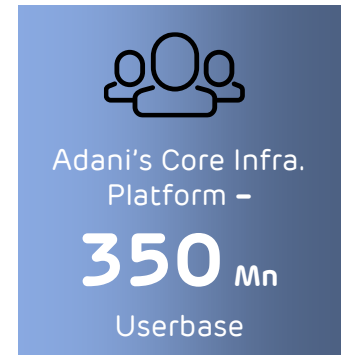 Adani's Core Infra.
Platform –
350 Mn
Userbase